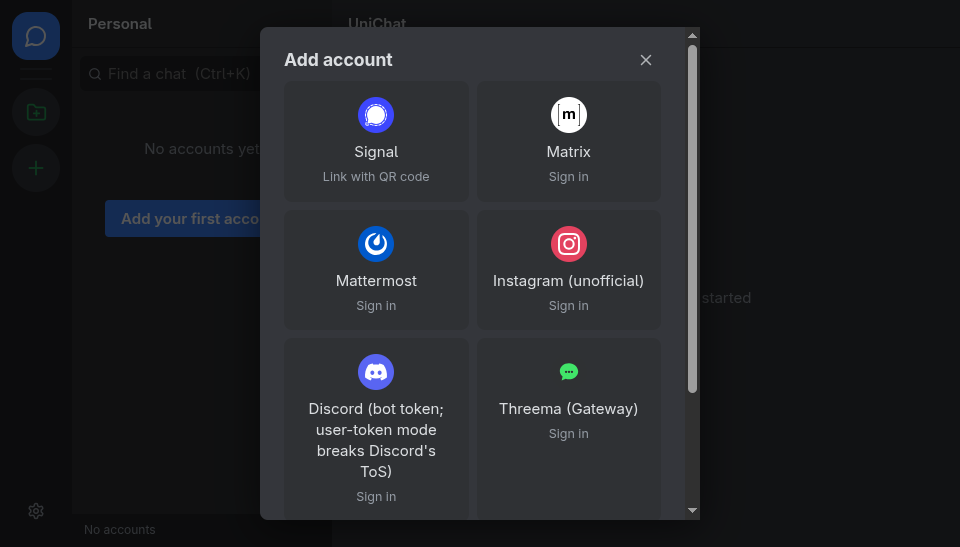 Personal
UniChat
Find a chat (Ctrl+K)
No accounts yet
Add your first acco
started
No accounts
Add account
Signal
Link with QR code
[m]
Matrix
Sign in
Mattermost
Sign in
Instagram (unofficial)
Sign in
Discord (bot token;
user-token mode
breaks Discord's
ToS)
Sign in
Threema (Gateway)
Sign in